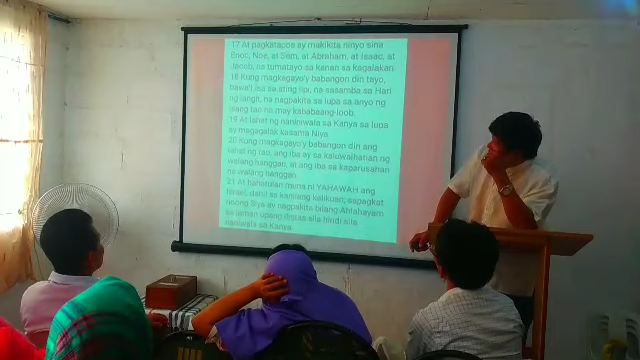 17 At pagkatapos ay makikita ninyo sina
Enoc, Noe, at Sem, at Abraham, at Isaac, at
Jacob, na tumatayo sa kanan sa kagalakan.
18 Kung magkagayo'y babangon din tayo,
bawa't isa sa ating lipi, na sasamba sa Hari
ng langit, na nagpakita sa lupa sa anyo ng
isang tao na may kababaang-loob.
19 At lahat ng naniniwala sa Kanya sa lupa
ay magagalak kasama Niya.
20 Kung magkagayo'y babangon din ang
lahat ng tao, ang iba ay sa kaluwalhatian ng
walang hanggan, at ang iba sa kaparusahan
na walang hanggan.
21 At hahatulan muna ni YAHAWAH ang
Israel, dahil sa kanilang kalikuan; sapagkat
noong Siya ay nagpakita bilang Ahlahayam
sa laman upang iligtas sila hindi sila
naniniwala sa Kanya